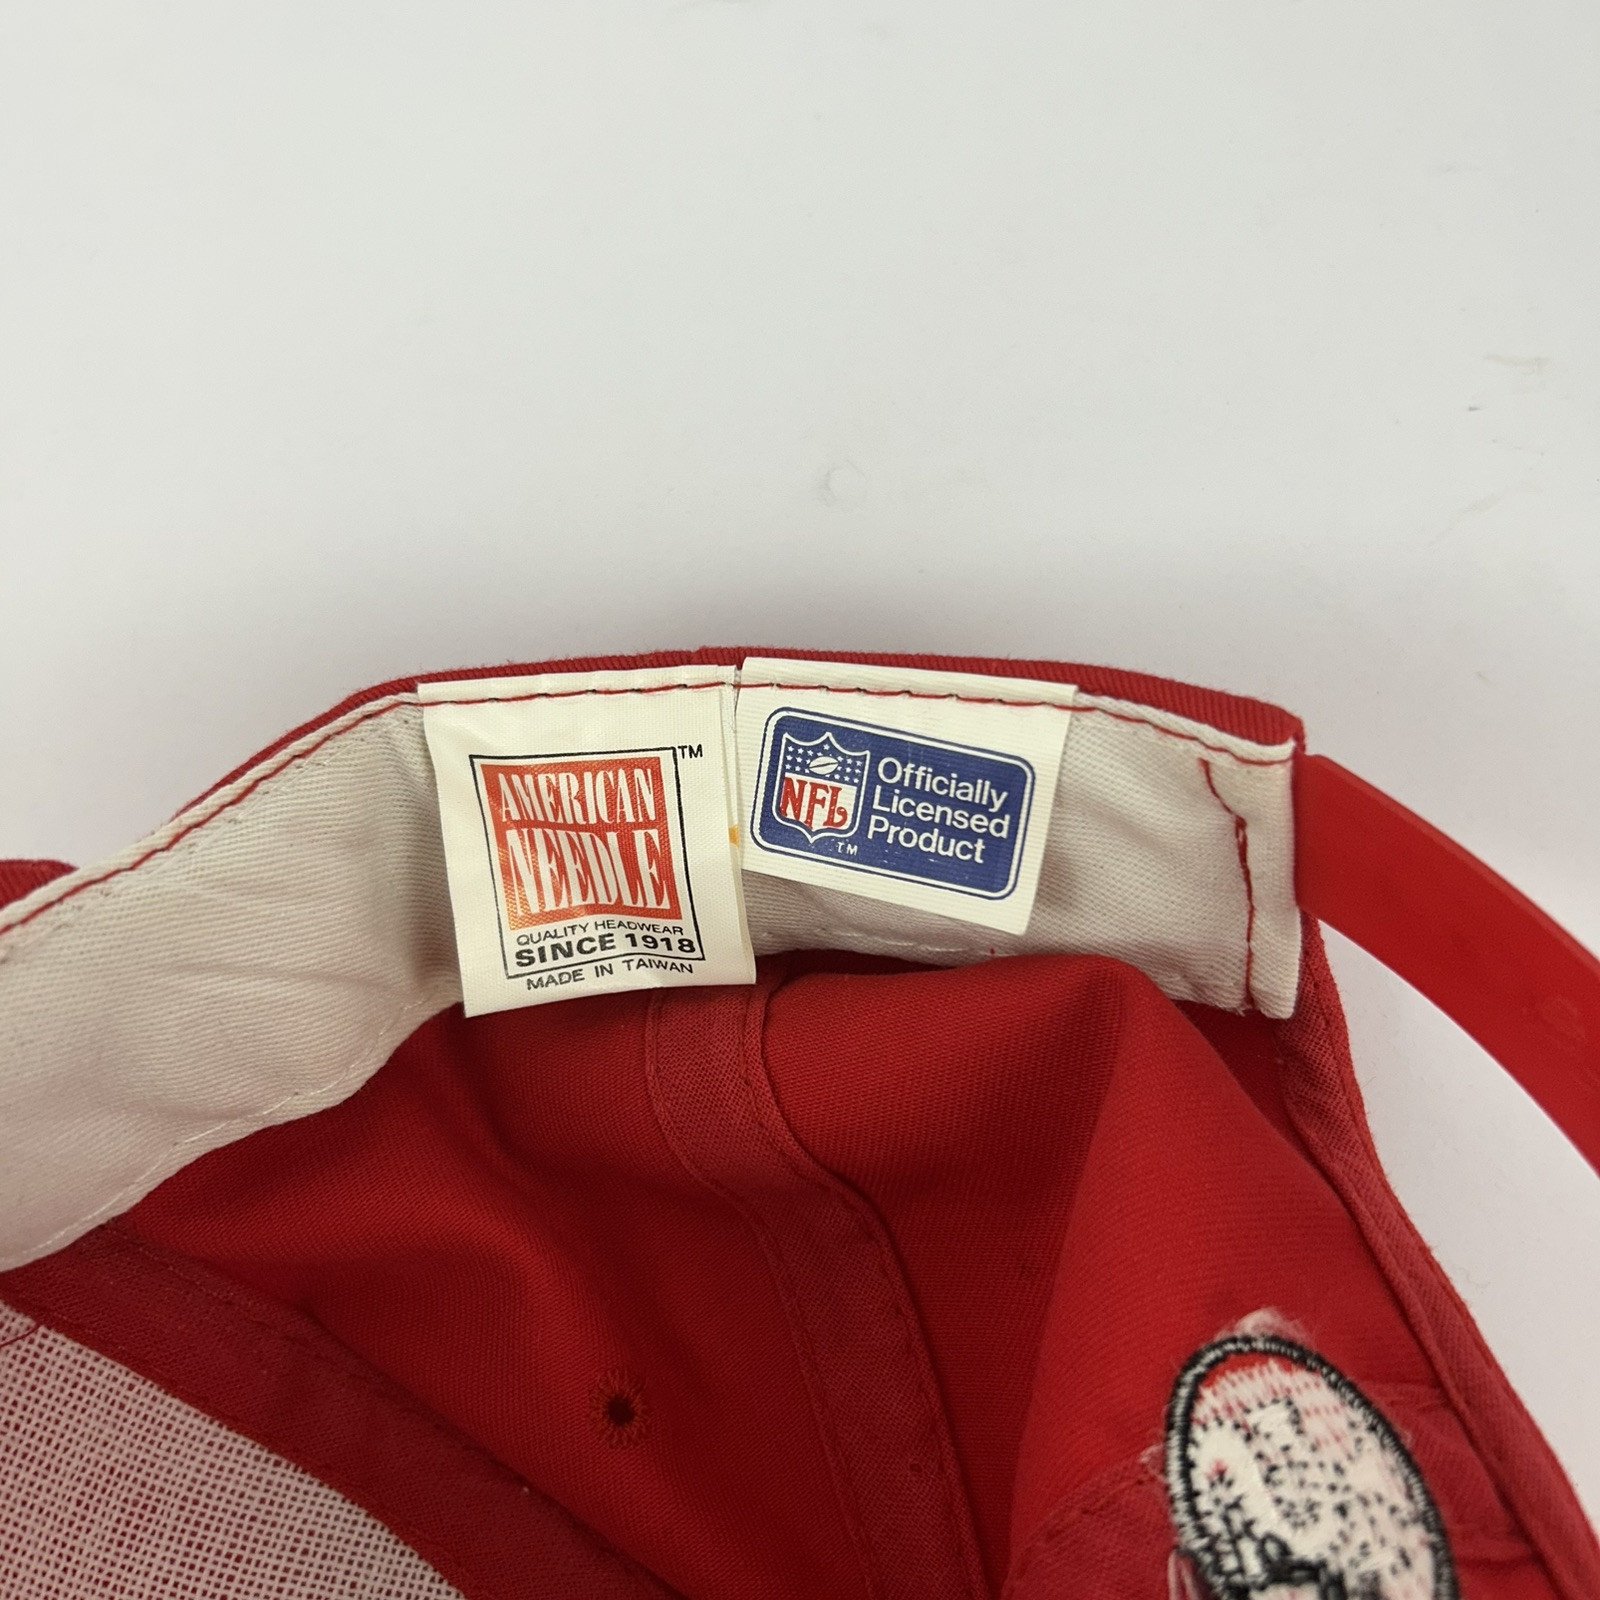 AMERICAN
NEEDLE
TM
QUALITY HEADWEAR
SINCE 1918
MADE IN TAIWAN
NFL
TM
Officially
Licensed
Product